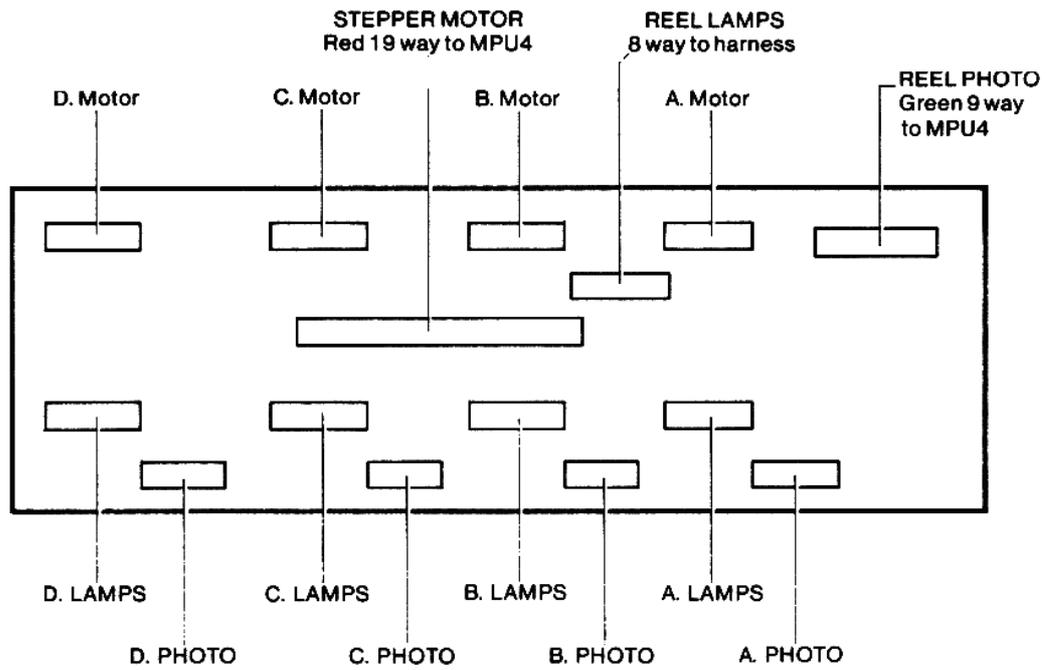 STEPPER MOTOR
Red 19 way to MPU4
REEL LAMPS
8 way to harness
REEL PHOTO
Green 9 way
to MPU4
D. Motor
C. Motor
B. Motor
A. Motor
D. LAMPS
C. LAMPS
B. LAMPS
A. LAMPS
D. PHOTO
C. PHOTO
B. PHOTO
A. PHOTO